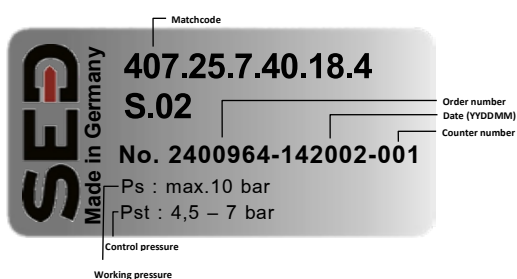 Matchcode
SED
Made in Germany
407.25.7.40.18.4
S.02
Order number
Date (YYDDMM)
Counter number
No. 2400964-142002-001
Ps : max.10 bar
Pst : 4,5 – 7 bar
Control pressure
Working pressure